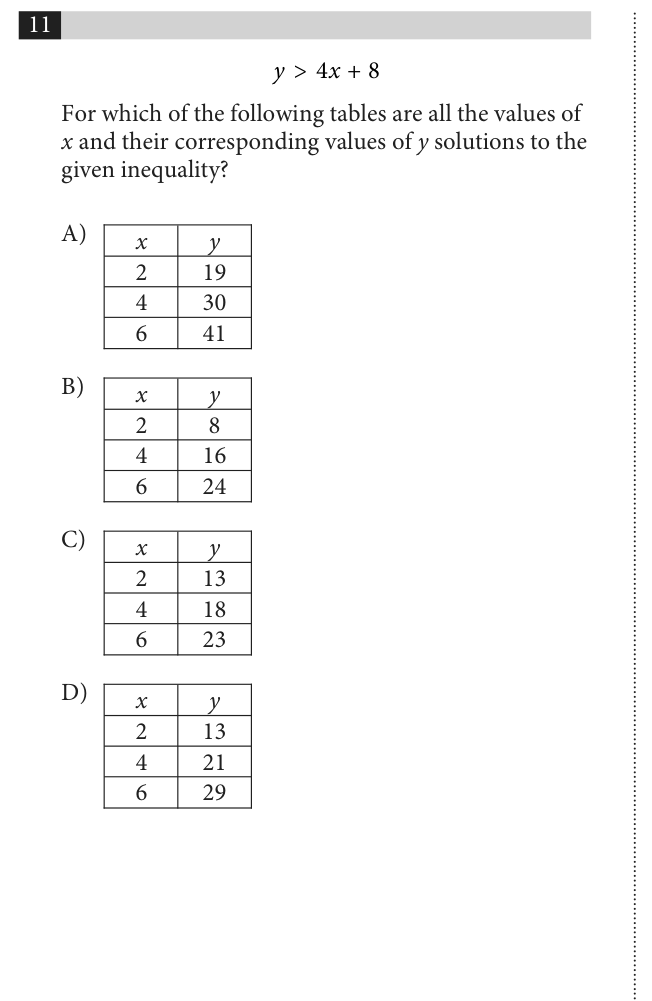 11
y > 4x + 8
For which of the following tables are all the values of
x and their corresponding values of y solutions to the
given inequality?
A)
x y
2 19
4 30
6 41
B)
x y
2 8
4 16
6 24
C)
x y
2 13
4 18
6 23
D)
x y
2 13
4 21
6 29